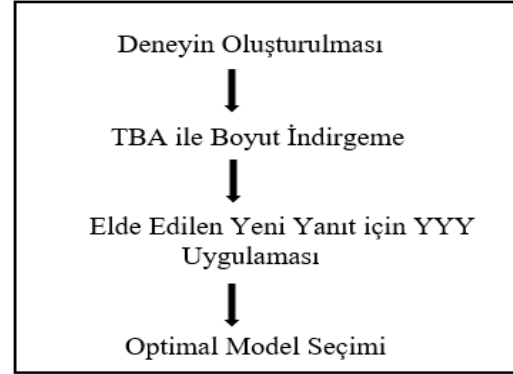 Deneyin Oluşturulması
TBA ile Boyut İndirgeme
Elde Edilen Yeni Yanıt için YYY
Uygulaması
Optimal Model Seçimi